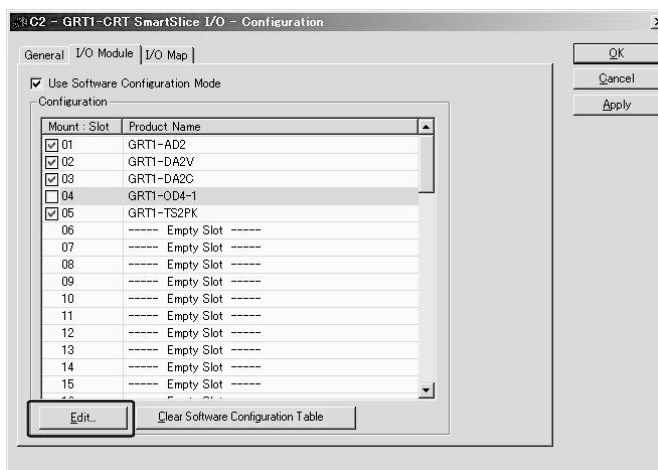 C2 - GRT1-CRT SmartSlice I/O - Configuration
General I/O Module I/O Map
OK
Cancel
Apply
Use Software Configuration Mode
Configuration
Mount : Slot Product Name
01 GRT1-AD2
02 GRT1-DA2V
03 GRT1-DA2C
04 GRT1-OD4-1
05 GRT1-TS2PK
06 ----- Empty Slot -----
07 ----- Empty Slot -----
08 ----- Empty Slot -----
09 ----- Empty Slot -----
10 ----- Empty Slot -----
11 ----- Empty Slot -----
12 ----- Empty Slot -----
13 ----- Empty Slot -----
14 ----- Empty Slot -----
15 ----- Empty Slot -----
Edit... Clear Software Configuration Table